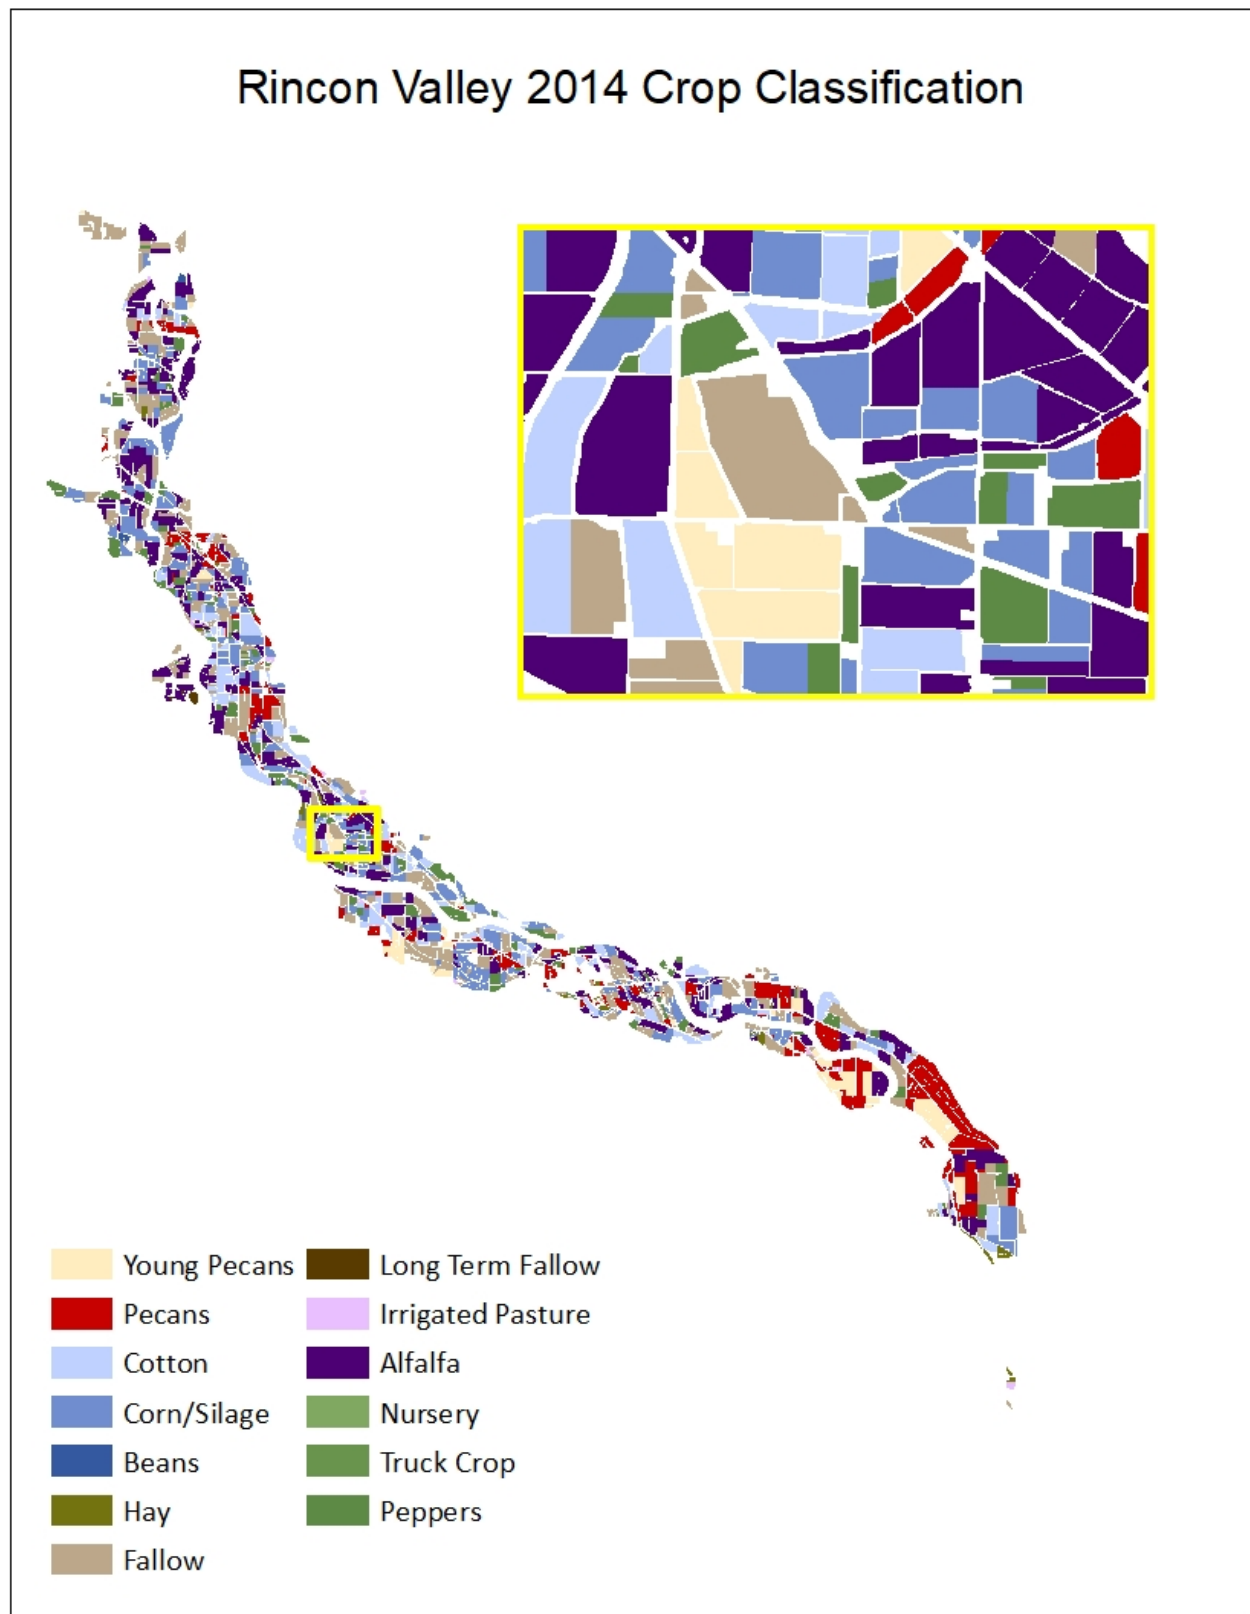 Rincon Valley 2014 Crop Classification
Young Pecans
Pecans
Cotton
Corn/Silage
Beans
Hay
Fallow
Long Term Fallow
Irrigated Pasture
Alfalfa
Nursery
Truck Crop
Peppers